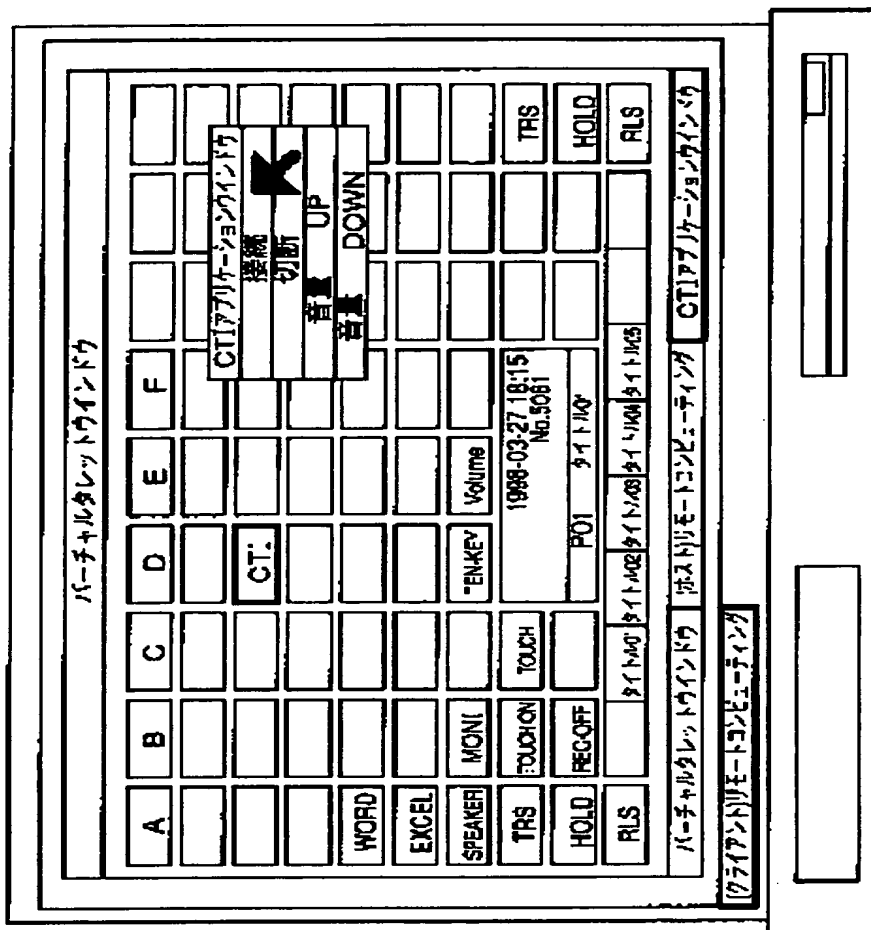 バーチャルタレットウインドウ
A B C D E F
CTI
WORD
EXCEL
SPEAKER MONI TEN-KEY Volume
TRS TOUCH ON TOUCH 1998-03-27 18:15 TRS
No.5061
HOLD REC-OFF P01 タイトル01 HOLD
RLS タイトル01 タイトル02 タイトル03 タイトル04 タイトル05 RLS
CTIアプリケーションウインドウ
接続
切断
音量 UP
音量 DOWN
バーチャルタレットウインドウ [ホスト]リモートコンピューティング CTIアプリケーションウインドウ
[クライアント]リモートコンピューティング